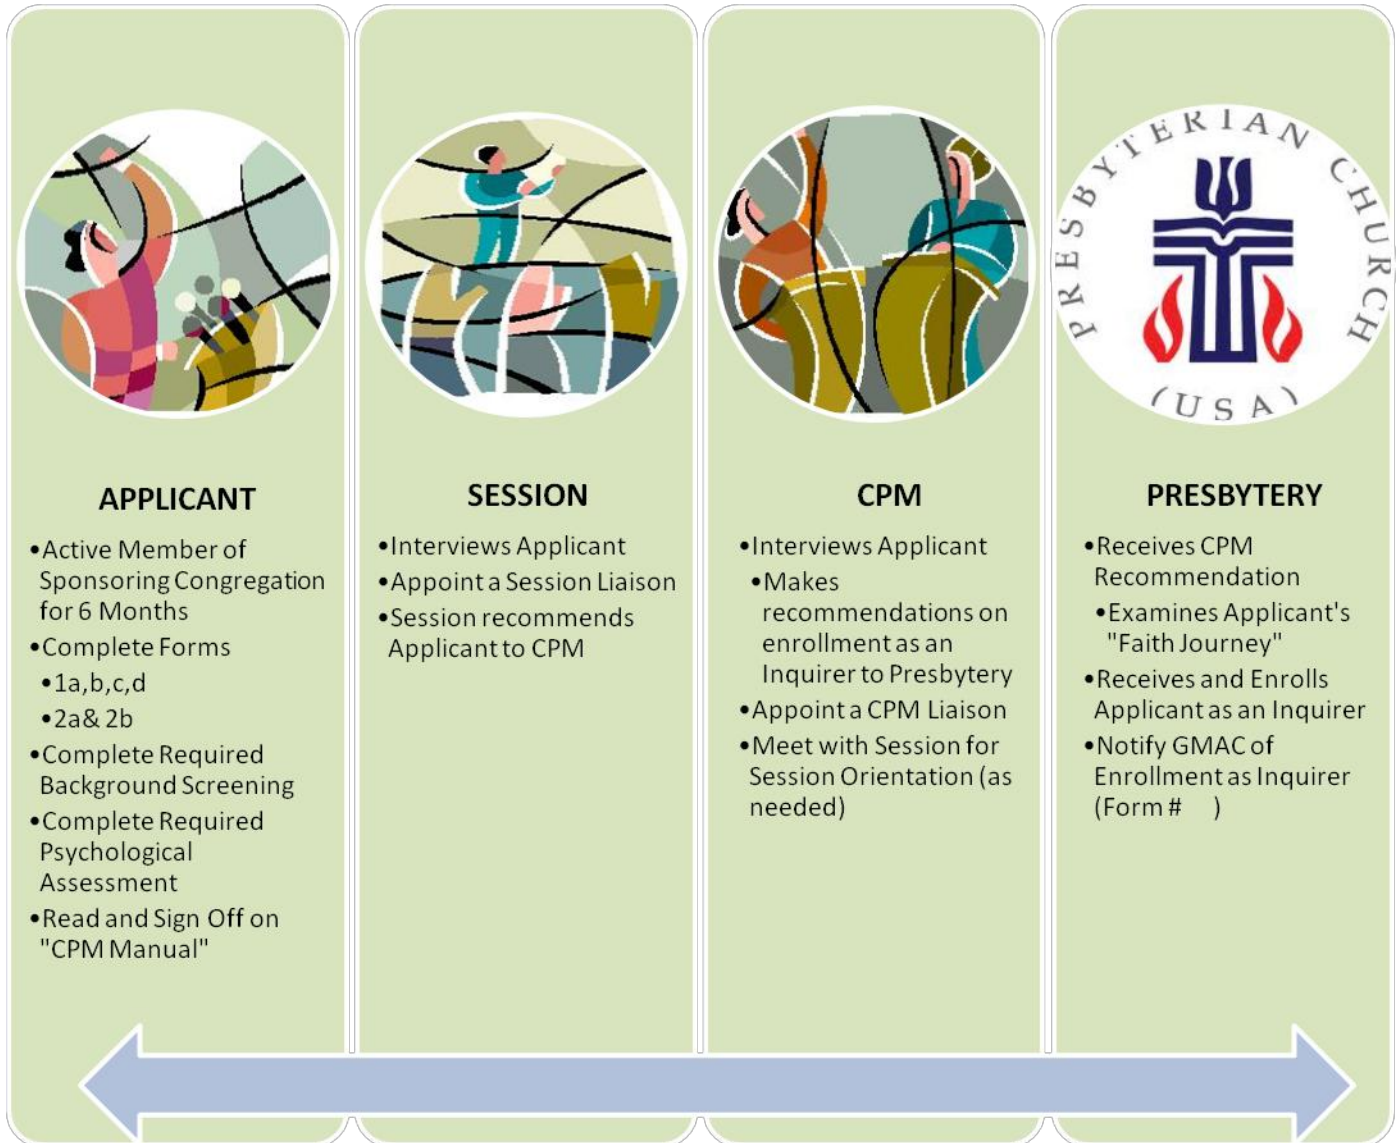 APPLICANT
•Active Member of
Sponsoring Congregation
for 6 Months
•Complete Forms
•1a,b,c,d
•2a& 2b
•Complete Required
Background Screening
•Complete Required
Psychological
Assessment
•Read and Sign Off on
"CPM Manual"
SESSION
•Interviews Applicant
•Appoint a Session Liaison
•Session recommends
Applicant to CPM
CPM
•Interviews Applicant
•Makes
recommendations on
enrollment as an
Inquirer to Presbytery
•Appoint a CPM Liaison
•Meet with Session for
Session Orientation (as
needed)
PRESBYTERIAN CHURCH
(USA)
PRESBYTERY
•Receives CPM
Recommendation
•Examines Applicant's
"Faith Journey"
•Receives and Enrolls
Applicant as an Inquirer
•Notify GMAC of
Enrollment as Inquirer
(Form #    )